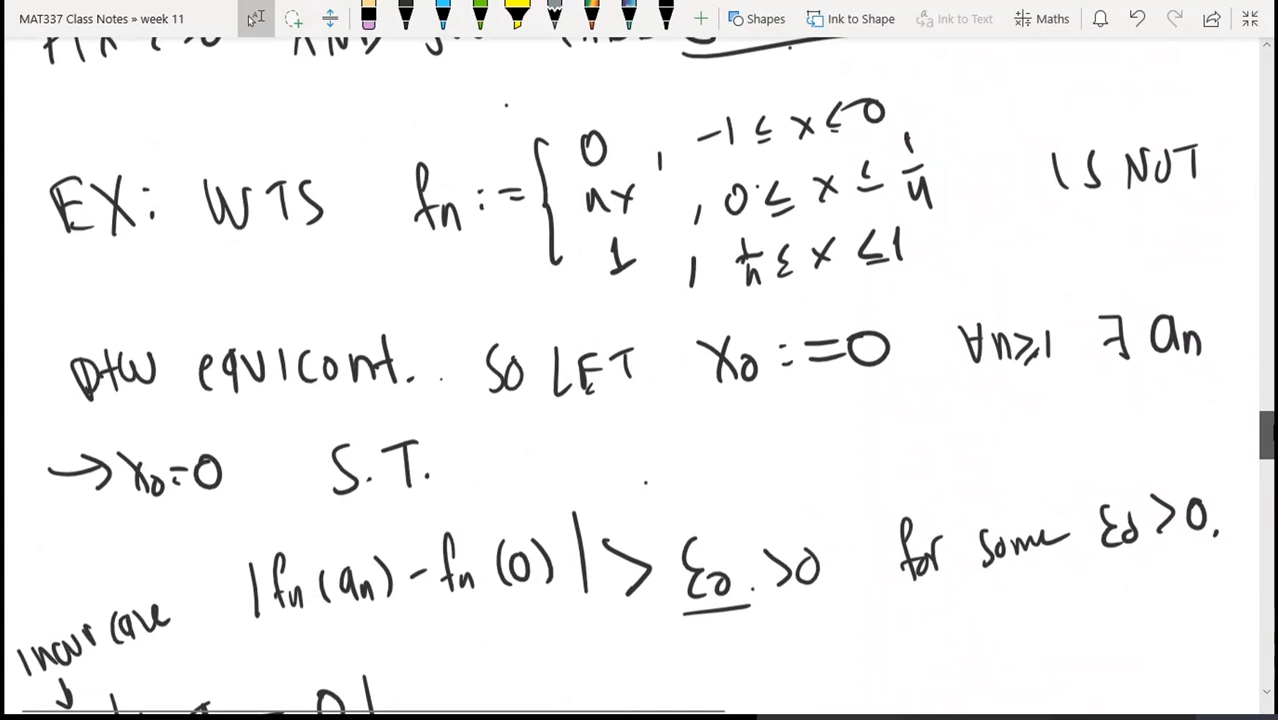 MAT337 Class Notes » week 11
Shapes Ink to Shape Ink to Text Maths
EX: WTS fn := { 0 , -1 ≤ x ≤ 0
nx , 0 ≤ x ≤ 1/n
1 , 1/n ≤ x ≤ 1
IS NOT
ptw equicont. SO LET x₀ := 0 ∀n≥1 ∃ an
→ x₀=0 S.T.
|fn(an) - fn(0)| > ε₀ > 0 for some ε₀ > 0.
in our case
↓